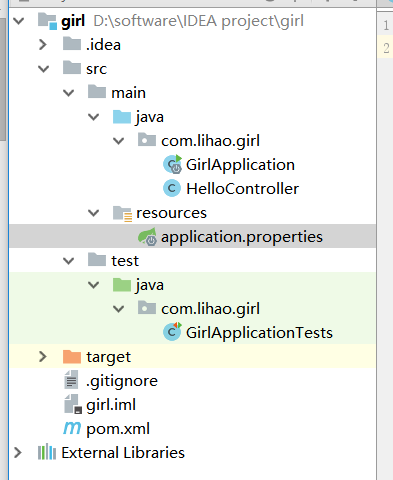 girl D:\software\IDEA project\girl
.idea
src
main
java
com.lihao.girl
GirlApplication
HelloController
resources
application.properties
test
java
com.lihao.girl
GirlApplicationTests
target
.gitignore
girl.iml
pom.xml
External Libraries
1
2